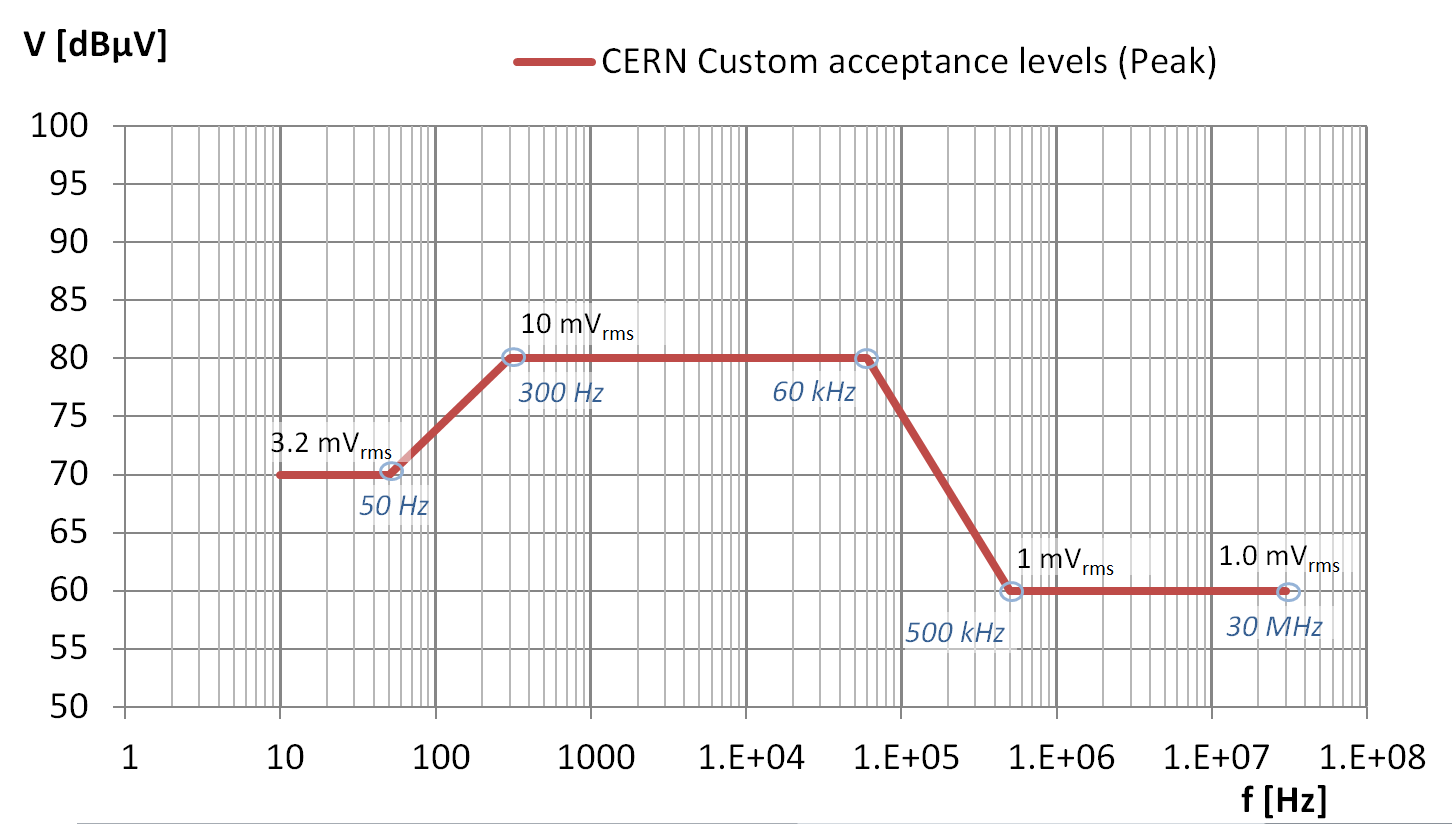 V [dBµV]
CERN Custom acceptance levels (Peak)
100
95
90
85
80
75
70
65
60
55
50
10 mVrms
300 Hz
60 kHz
3.2 mVrms
50 Hz
1 mVrms
1.0 mVrms
500 kHz
30 MHz
1 10 100 1000 1.E+04 1.E+05 1.E+06 1.E+07 1.E+08
f [Hz]